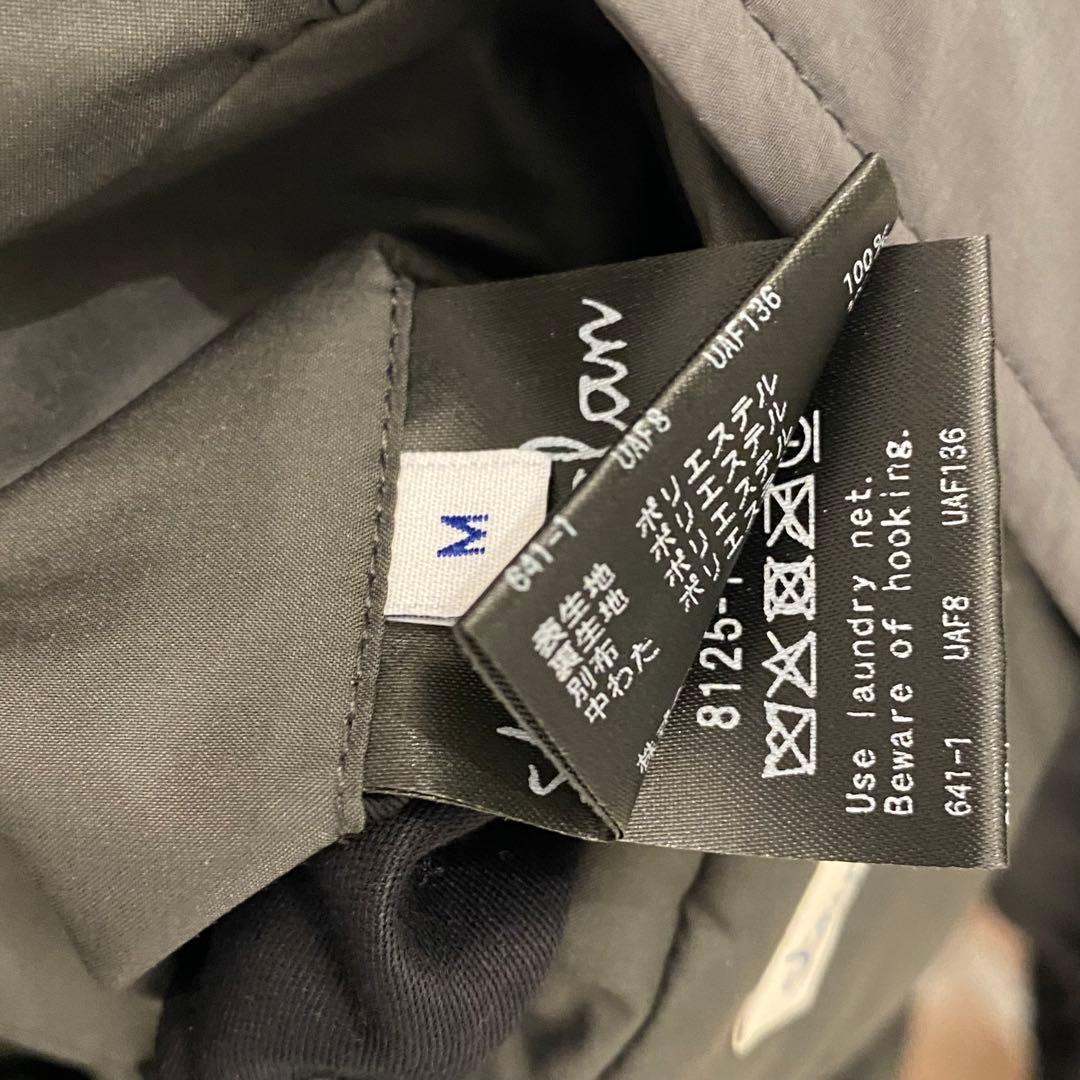 M
641-1 UAF8 UAF136
表生地 ポリエステル 100%
裏生地 ポリエステル
別布 ポリエステル
中わた ポリエステル
8125-1
Use laundry net.
Beware of hooking.
641-1 UAF8 UAF136